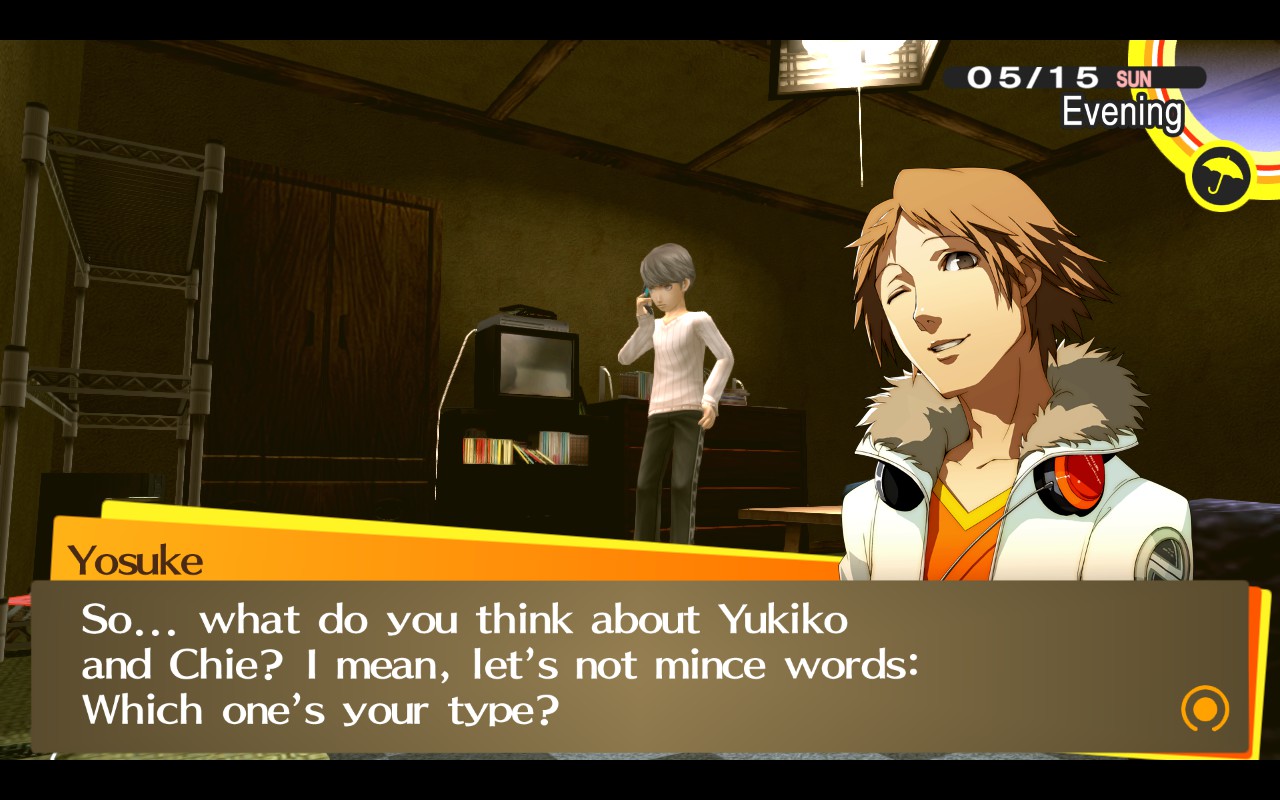 05/15 SUN
Evening
Yosuke
So... what do you think about Yukiko
and Chie? I mean, let's not mince words:
Which one's your type?